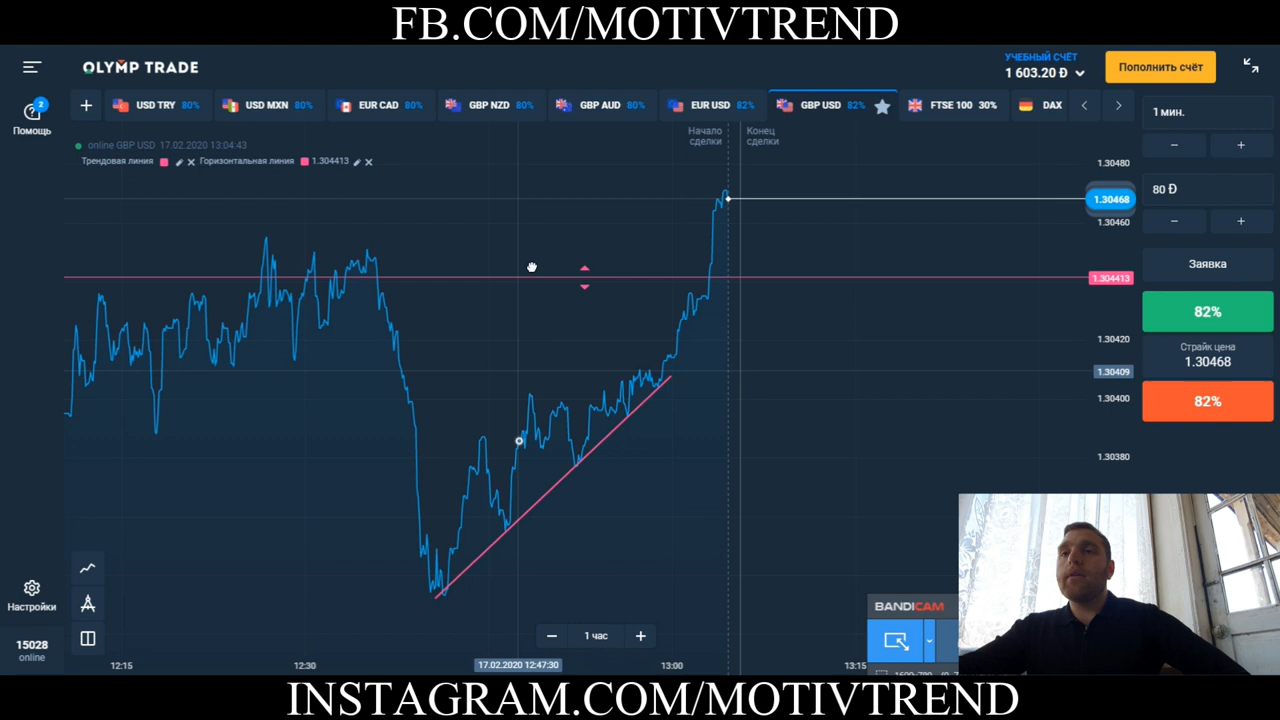 FB.COM/MOTIVTREND
OLYMP TRADE
УЧЕБНЫЙ СЧЁТ
1 603.20 Đ
Пополнить счёт
2
Помощь
+
USD TRY 80%
USD MXN 80%
EUR CAD 80%
GBP NZD 80%
GBP AUD 80%
EUR USD 82%
GBP USD 82%
FTSE 100 30%
DAX
1 мин.
Начало сделки
Конец сделки
online GBP USD 17.02.2020 13:04:43
Трендовая линия
Горизонтальная линия 1.304413
1.30480
1.30468
1.30460
1.304413
1.30420
1.30409
1.30400
1.30380
80 Đ
Заявка
82%
Страйк цена
1.30468
82%
Настройки
15028
online
− 1 час +
BANDICAM
12:15
12:30
17.02.2020 12:47:30
13:00
13:15
INSTAGRAM.COM/MOTIVTREND